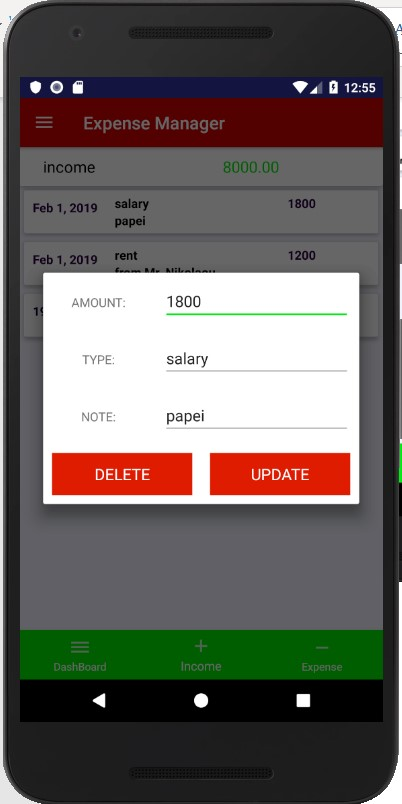 12:55
Expense Manager
income 8000.00
Feb 1, 2019 salary 1800
papei
Feb 1, 2019 rent 1200
from Mr. Nikolaou
19
AMOUNT: 1800
TYPE: salary
NOTE: papei
DELETE UPDATE
DashBoard Income Expense